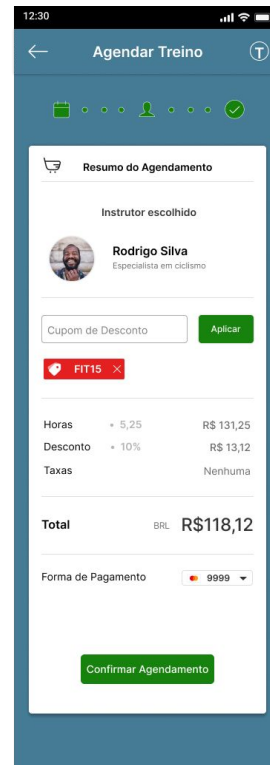 12:30
Agendar Treino
T
Resumo do Agendamento
Instrutor escolhido
Rodrigo Silva
Especialista em ciclismo
Cupom de Desconto Aplicar
FIT15
Horas • 5,25 R$ 131,25
Desconto • 10% R$ 13,12
Taxas Nenhuma
Total BRL R$118,12
Forma de Pagamento 9999
Confirmar Agendamento